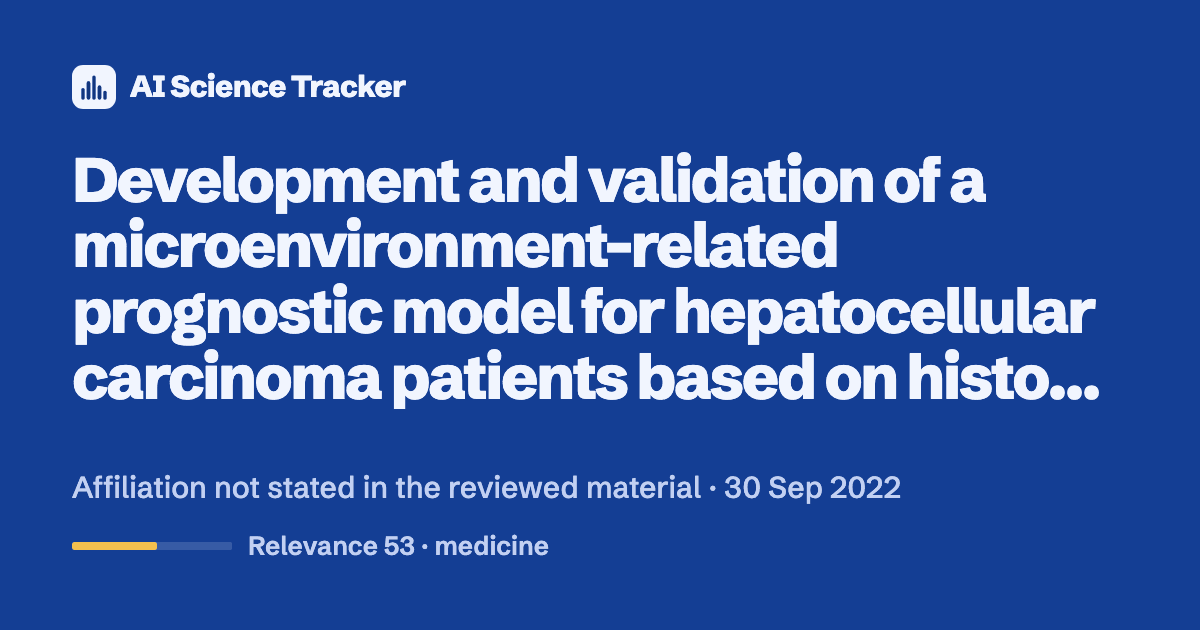 AI Science Tracker
Development and validation of a
microenvironment-related
prognostic model for hepatocellular
carcinoma patients based on histo...
Affiliation not stated in the reviewed material · 30 Sep 2022
Relevance 53 · medicine